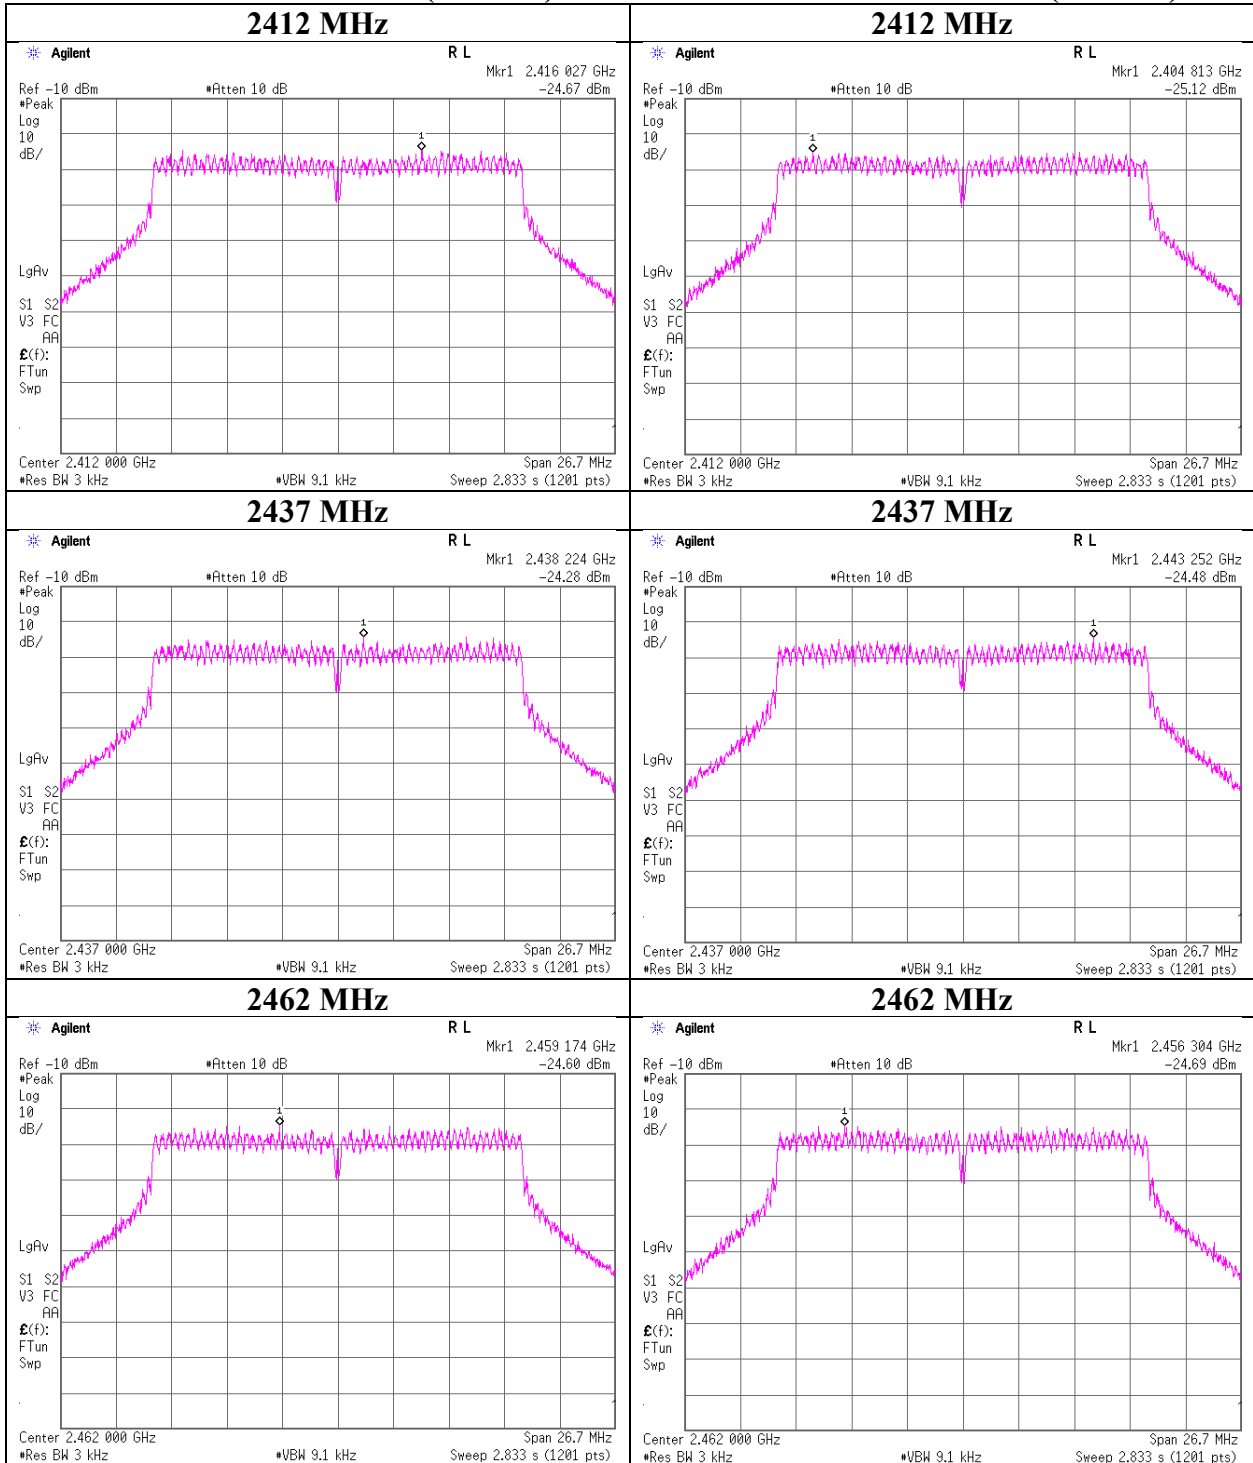 2412 MHz
Agilent R L
Mkr1 2.416 027 GHz
Ref -10 dBm #Atten 10 dB -24.67 dBm
#Peak
Log
10
dB/
1
LgAv
S1 S2
V3 FC
AA
£(f):
FTun
Swp
Center 2.412 000 GHz Span 26.7 MHz
#Res BW 3 kHz #VBW 9.1 kHz Sweep 2.833 s (1201 pts)
2412 MHz
Agilent R L
Mkr1 2.404 813 GHz
Ref -10 dBm #Atten 10 dB -25.12 dBm
#Peak
Log
10
dB/
1
LgAv
S1 S2
V3 FC
AA
£(f):
FTun
Swp
Center 2.412 000 GHz Span 26.7 MHz
#Res BW 3 kHz #VBW 9.1 kHz Sweep 2.833 s (1201 pts)
2437 MHz
Agilent R L
Mkr1 2.438 224 GHz
Ref -10 dBm #Atten 10 dB -24.28 dBm
#Peak
Log
10
dB/
1
LgAv
S1 S2
V3 FC
AA
£(f):
FTun
Swp
Center 2.437 000 GHz Span 26.7 MHz
#Res BW 3 kHz #VBW 9.1 kHz Sweep 2.833 s (1201 pts)
2437 MHz
Agilent R L
Mkr1 2.443 252 GHz
Ref -10 dBm #Atten 10 dB -24.48 dBm
#Peak
Log
10
dB/
1
LgAv
S1 S2
V3 FC
AA
£(f):
FTun
Swp
Center 2.437 000 GHz Span 26.7 MHz
#Res BW 3 kHz #VBW 9.1 kHz Sweep 2.833 s (1201 pts)
2462 MHz
Agilent R L
Mkr1 2.459 174 GHz
Ref -10 dBm #Atten 10 dB -24.60 dBm
#Peak
Log
10
dB/
1
LgAv
S1 S2
V3 FC
AA
£(f):
FTun
Swp
Center 2.462 000 GHz Span 26.7 MHz
#Res BW 3 kHz #VBW 9.1 kHz Sweep 2.833 s (1201 pts)
2462 MHz
Agilent R L
Mkr1 2.456 304 GHz
Ref -10 dBm #Atten 10 dB -24.69 dBm
#Peak
Log
10
dB/
1
LgAv
S1 S2
V3 FC
AA
£(f):
FTun
Swp
Center 2.462 000 GHz Span 26.7 MHz
#Res BW 3 kHz #VBW 9.1 kHz Sweep 2.833 s (1201 pts)